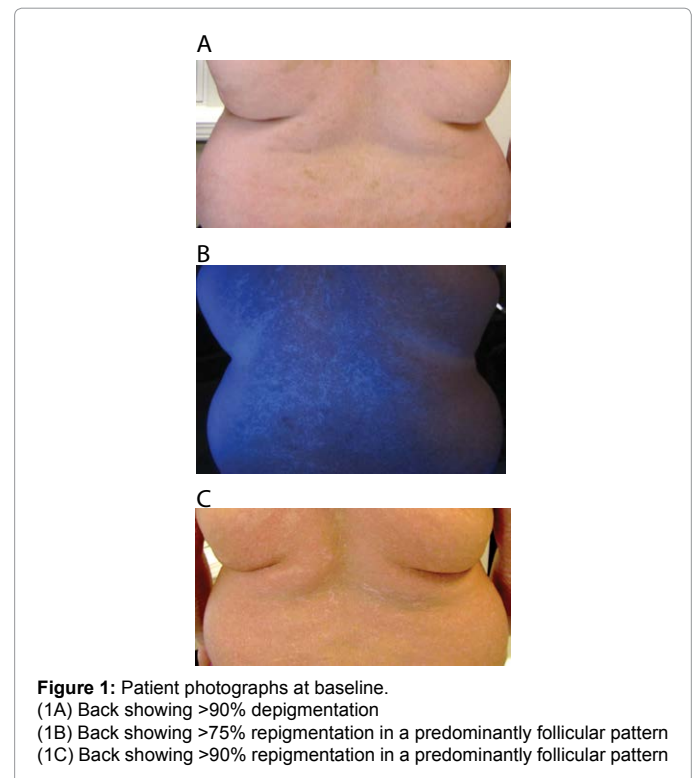 A
B
C
Figure 1: Patient photographs at baseline.
(1A) Back showing >90% depigmentation
(1B) Back showing >75% repigmentation in a predominantly follicular pattern
(1C) Back showing >90% repigmentation in a predominantly follicular pattern